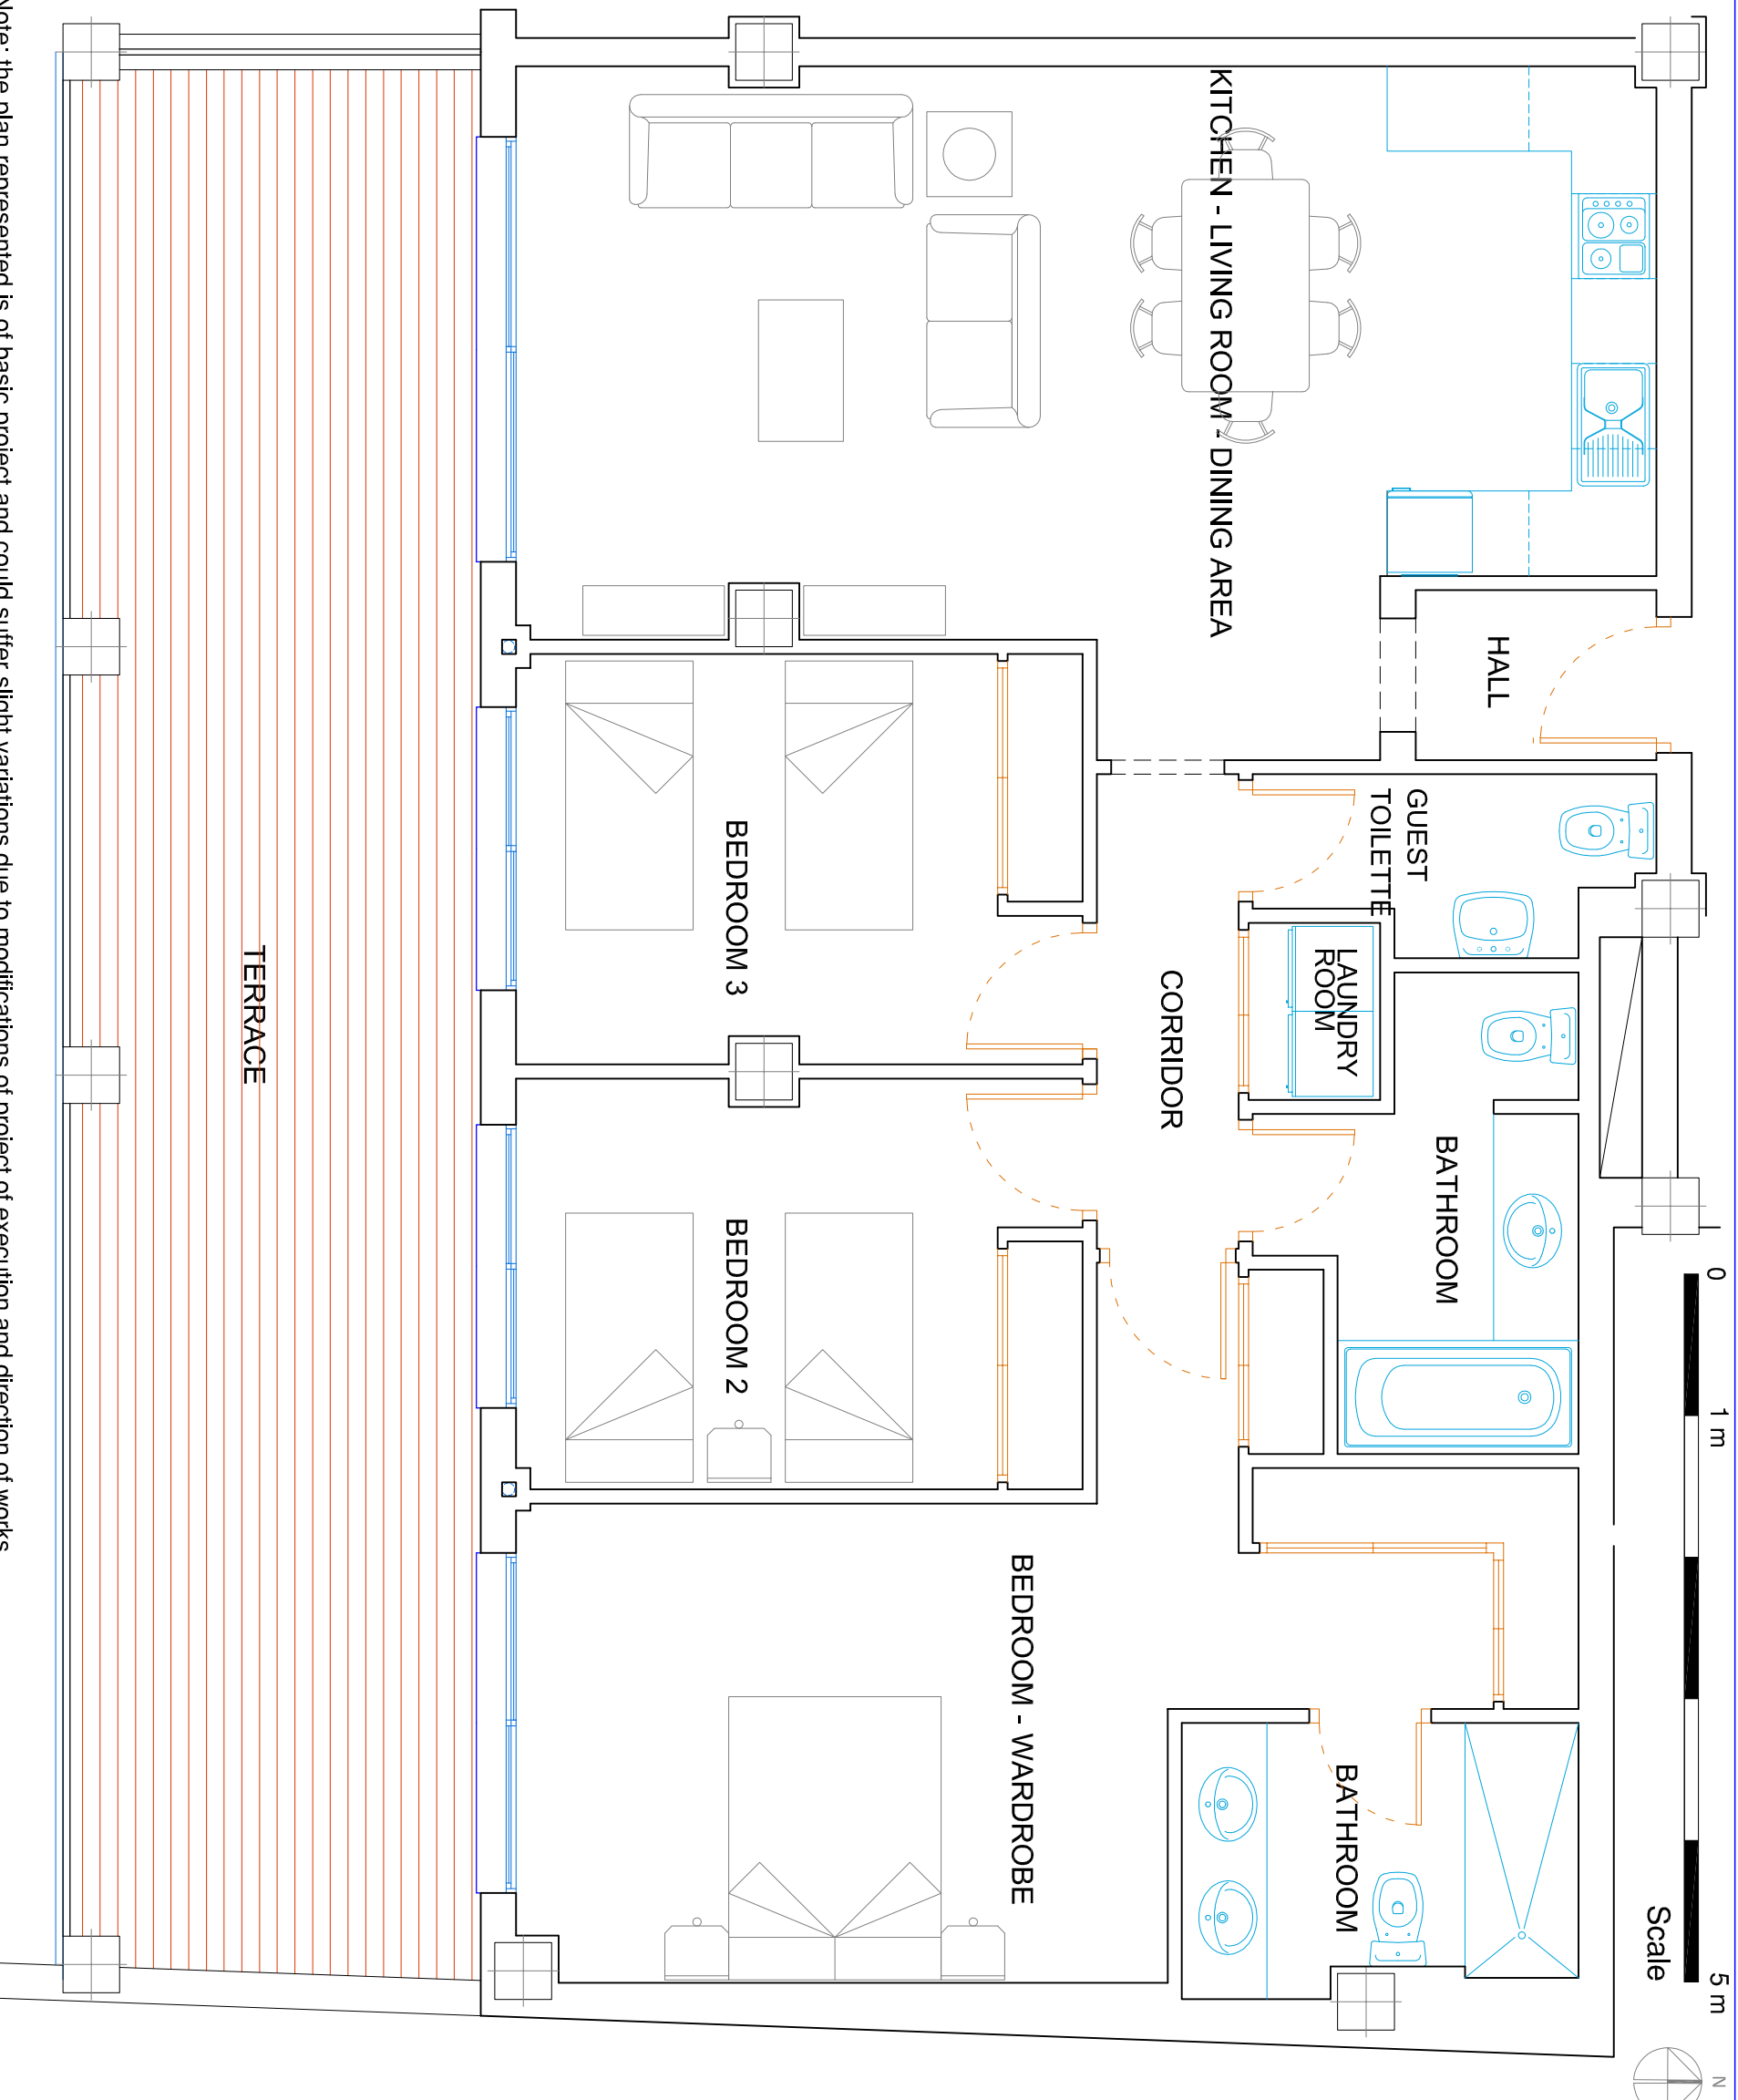 0
1 m
5 m
Scale
N
HALL
GUEST
TOILETTE
LAUNDRY
ROOM
BATHROOM
BATHROOM
KITCHEN - LIVING ROOM - DINING AREA
CORRIDOR
BEDROOM - WARDROBE
BEDROOM 3
BEDROOM 2
TERRACE
Note: the plan represented is of basic project and could suffer slight variations due to modifications of project of execution and direction of works